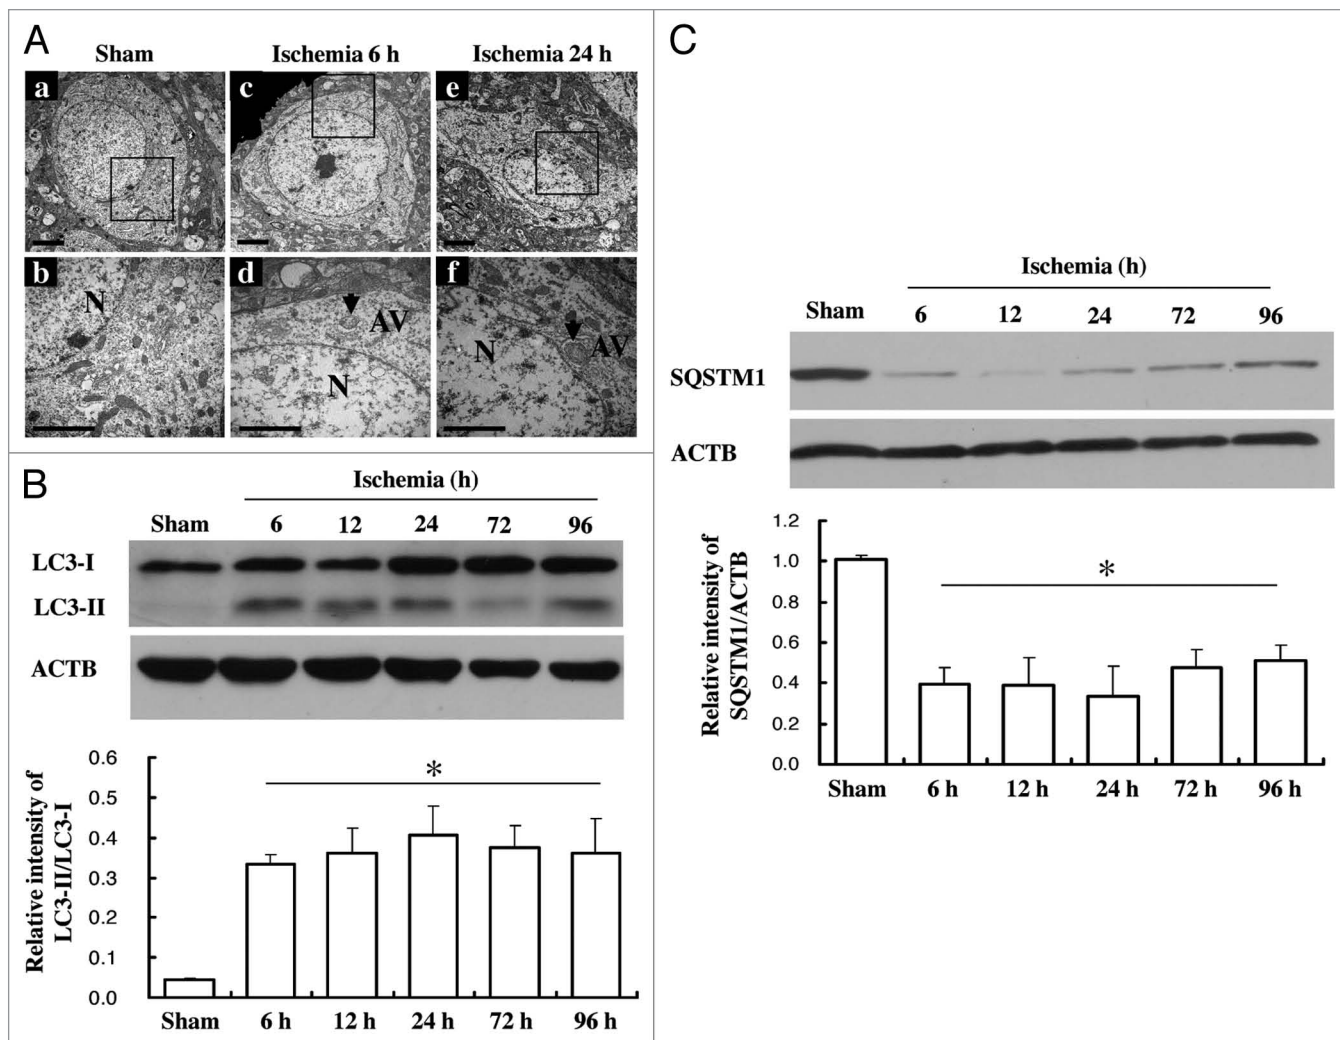 A
Sham
Ischemia 6 h
Ischemia 24 h
a
c
e
b
d
f
N
AV
N
N
AV
B
Ischemia (h)
Sham 6 12 24 72 96
LC3-I
LC3-II
ACTB
Relative intensity of
LC3-II/LC3-I
0.6
0.5
0.4
0.3
0.2
0.1
0.0
*
Sham 6 h 12 h 24 h 72 h 96 h
C
Ischemia (h)
Sham 6 12 24 72 96
SQSTM1
ACTB
Relative intensity of
SQSTM1/ACTB
1.2
1.0
0.8
0.6
0.4
0.2
0.0
*
Sham 6 h 12 h 24 h 72 h 96 h